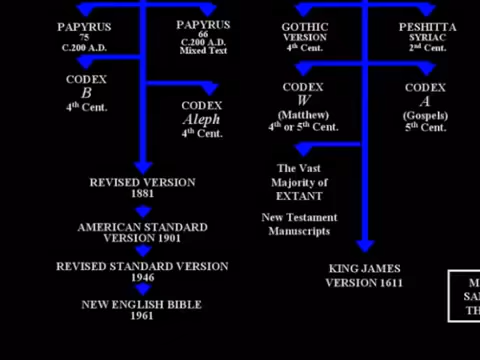 PAPYRUS
75
C.200 A.D.
PAPYRUS
66
C.200 A.D.
Mixed Text
GOTHIC
VERSION
4th Cent.
PESHITTA
SYRIAC
2nd Cent.
CODEX
B
4th Cent.
CODEX
Aleph
4th Cent.
CODEX
W
(Matthew)
4th or 5th Cent.
CODEX
A
(Gospels)
5th Cent.
The Vast
Majority of
EXTANT
New Testament
Manuscripts
REVISED VERSION
1881
AMERICAN STANDARD
VERSION 1901
REVISED STANDARD VERSION
1946
NEW ENGLISH BIBLE
1961
KING JAMES
VERSION 1611